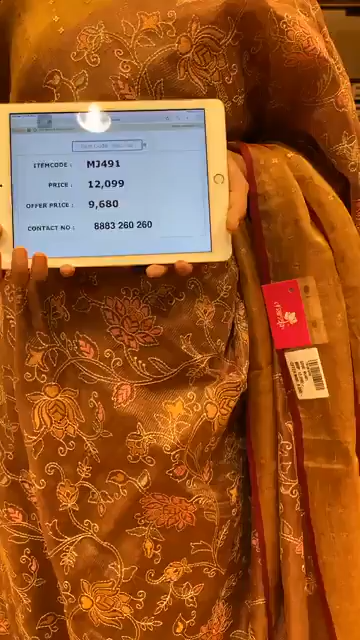 ITEMCODE : MJ491
PRICE : 12,099
OFFER PRICE : 9,680
CONTACT NO : 8883 260 260